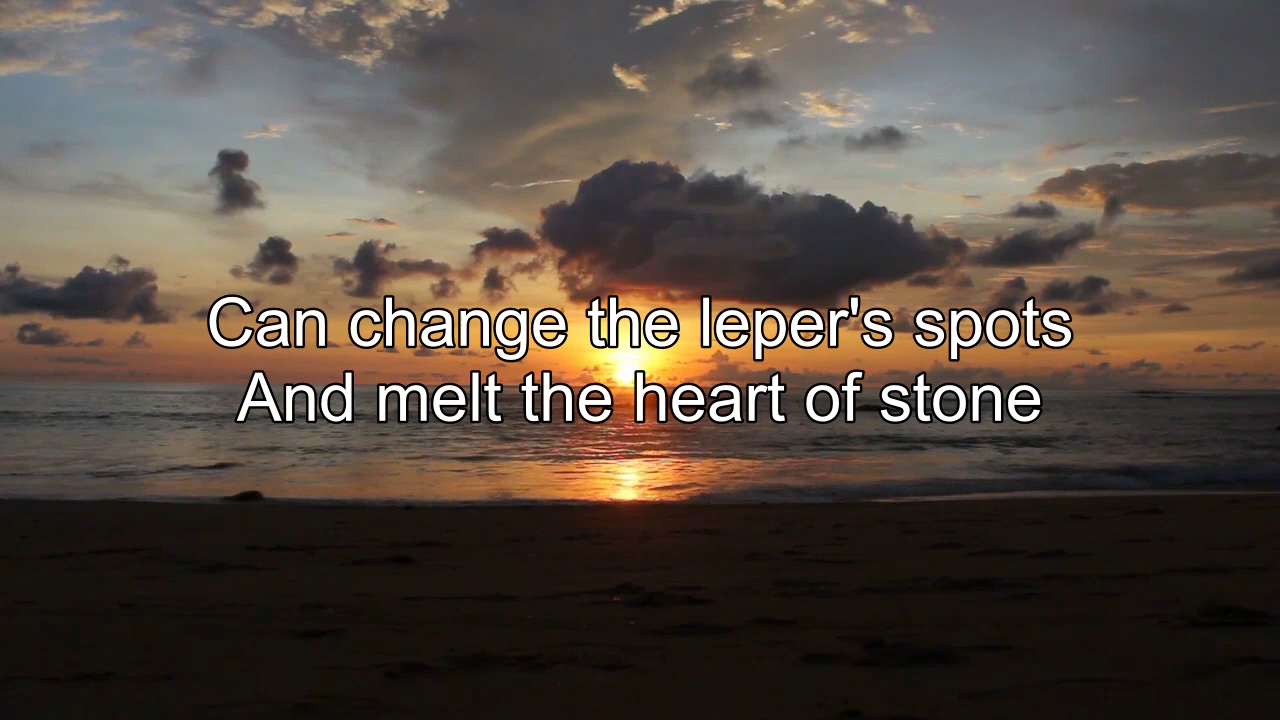 Can change the leper's spots
And melt the heart of stone